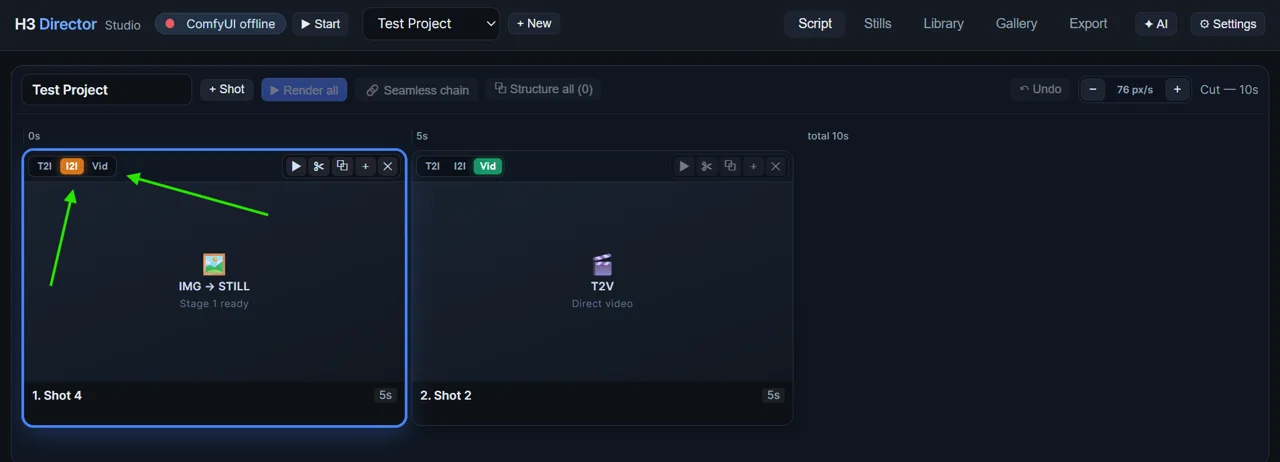 H3 Director Studio ComfyUI offline ▶ Start Test Project + New Script Stills Library Gallery Export ✦ AI ⚙ Settings
Test Project + Shot ▶ Render all 🔗 Seamless chain Structure all (0) ↶ Undo − 76 px/s + Cut — 10s
0s 5s total 10s
T2I I2I Vid ▶ ✂ + ✕ T2I I2I Vid ▶ ✂ + ✕
IMG → STILL T2V
Stage 1 ready Direct video
1. Shot 4 5s 2. Shot 2 5s